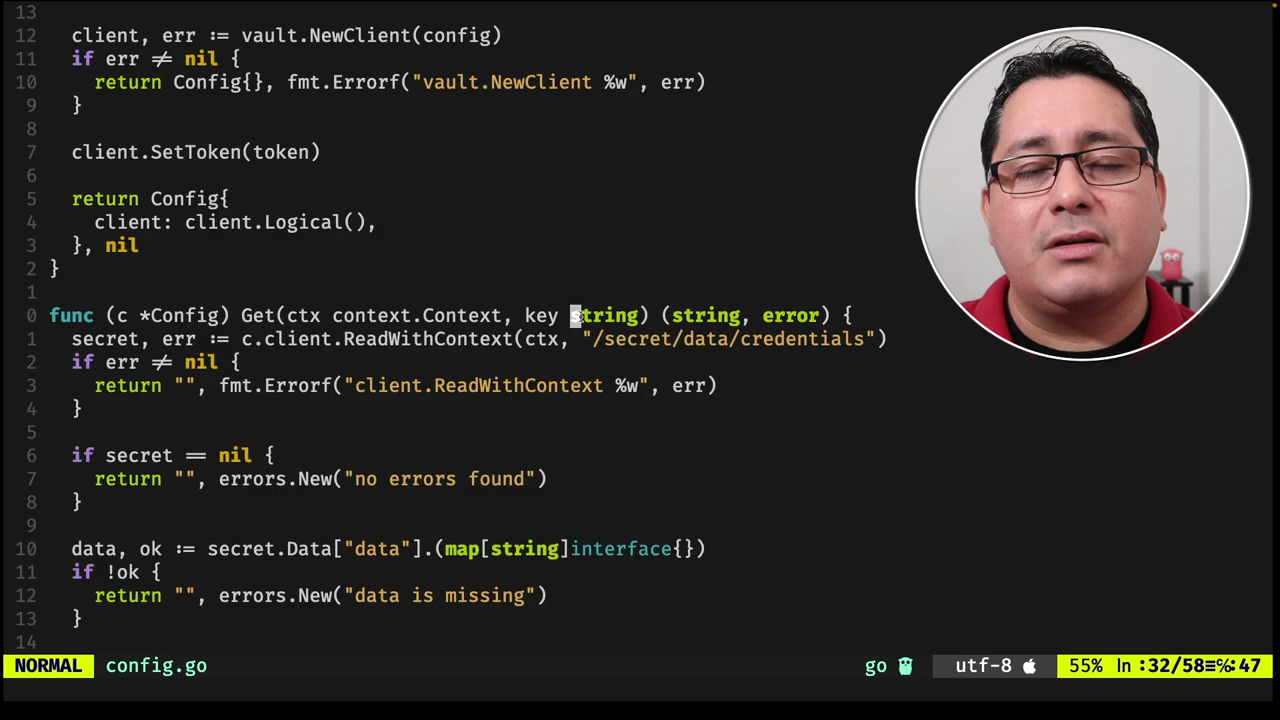 13
12 client, err := vault.NewClient(config)
11 if err ≠ nil {
10 return Config{}, fmt.Errorf("vault.NewClient %w", err)
9 }
8
7 client.SetToken(token)
6
5 return Config{
4 client: client.Logical(),
3 }, nil
2 }
1
0 func (c *Config) Get(ctx context.Context, key string) (string, error) {
1 secret, err := c.client.ReadWithContext(ctx, "/secret/data/credentials")
2 if err ≠ nil {
3 return "", fmt.Errorf("client.ReadWithContext %w", err)
4 }
5
6 if secret == nil {
7 return "", errors.New("no errors found")
8 }
9
10 data, ok := secret.Data["data"].(map[string]interface{})
11 if !ok {
12 return "", errors.New("data is missing")
13 }
14
NORMAL config.go go utf-8 55% ln :32/58≡℅:47